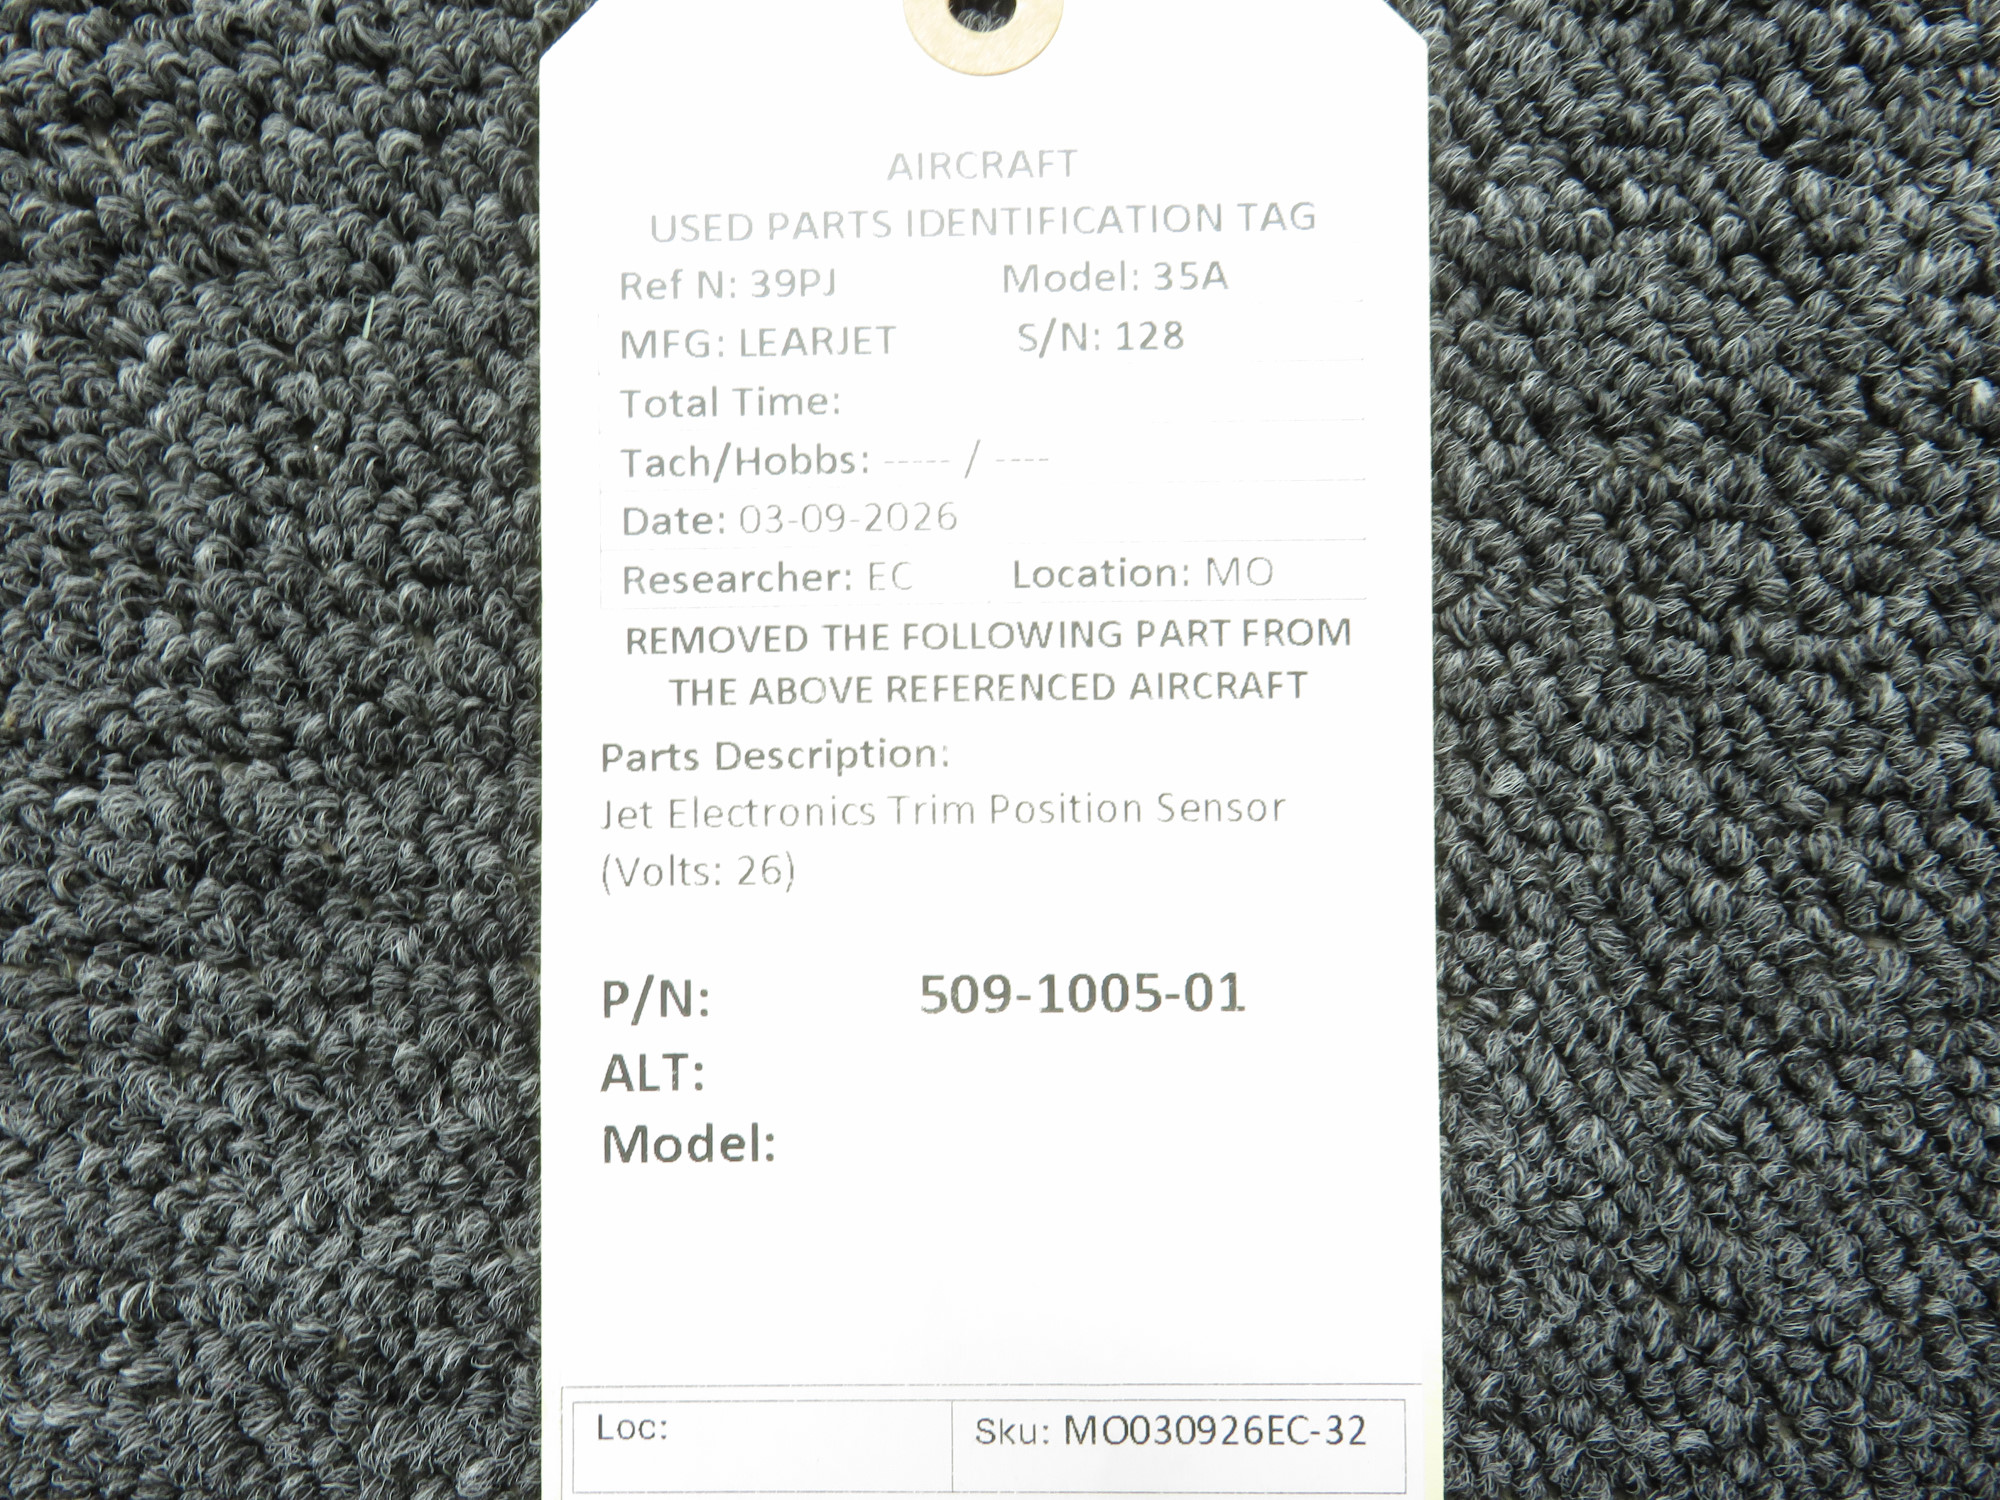 AIRCRAFT
USED PARTS IDENTIFICATION TAG
Ref N: 39PJ Model: 35A
MFG: LEARJET S/N: 128
Total Time:
Tach/Hobbs: ----- / ----
Date: 03-09-2026
Researcher: EC Location: MO
REMOVED THE FOLLOWING PART FROM
THE ABOVE REFERENCED AIRCRAFT
Parts Description:
Jet Electronics Trim Position Sensor
(Volts: 26)
P/N: 509-1005-01
ALT:
Model:
Loc: Sku: MO030926EC-32